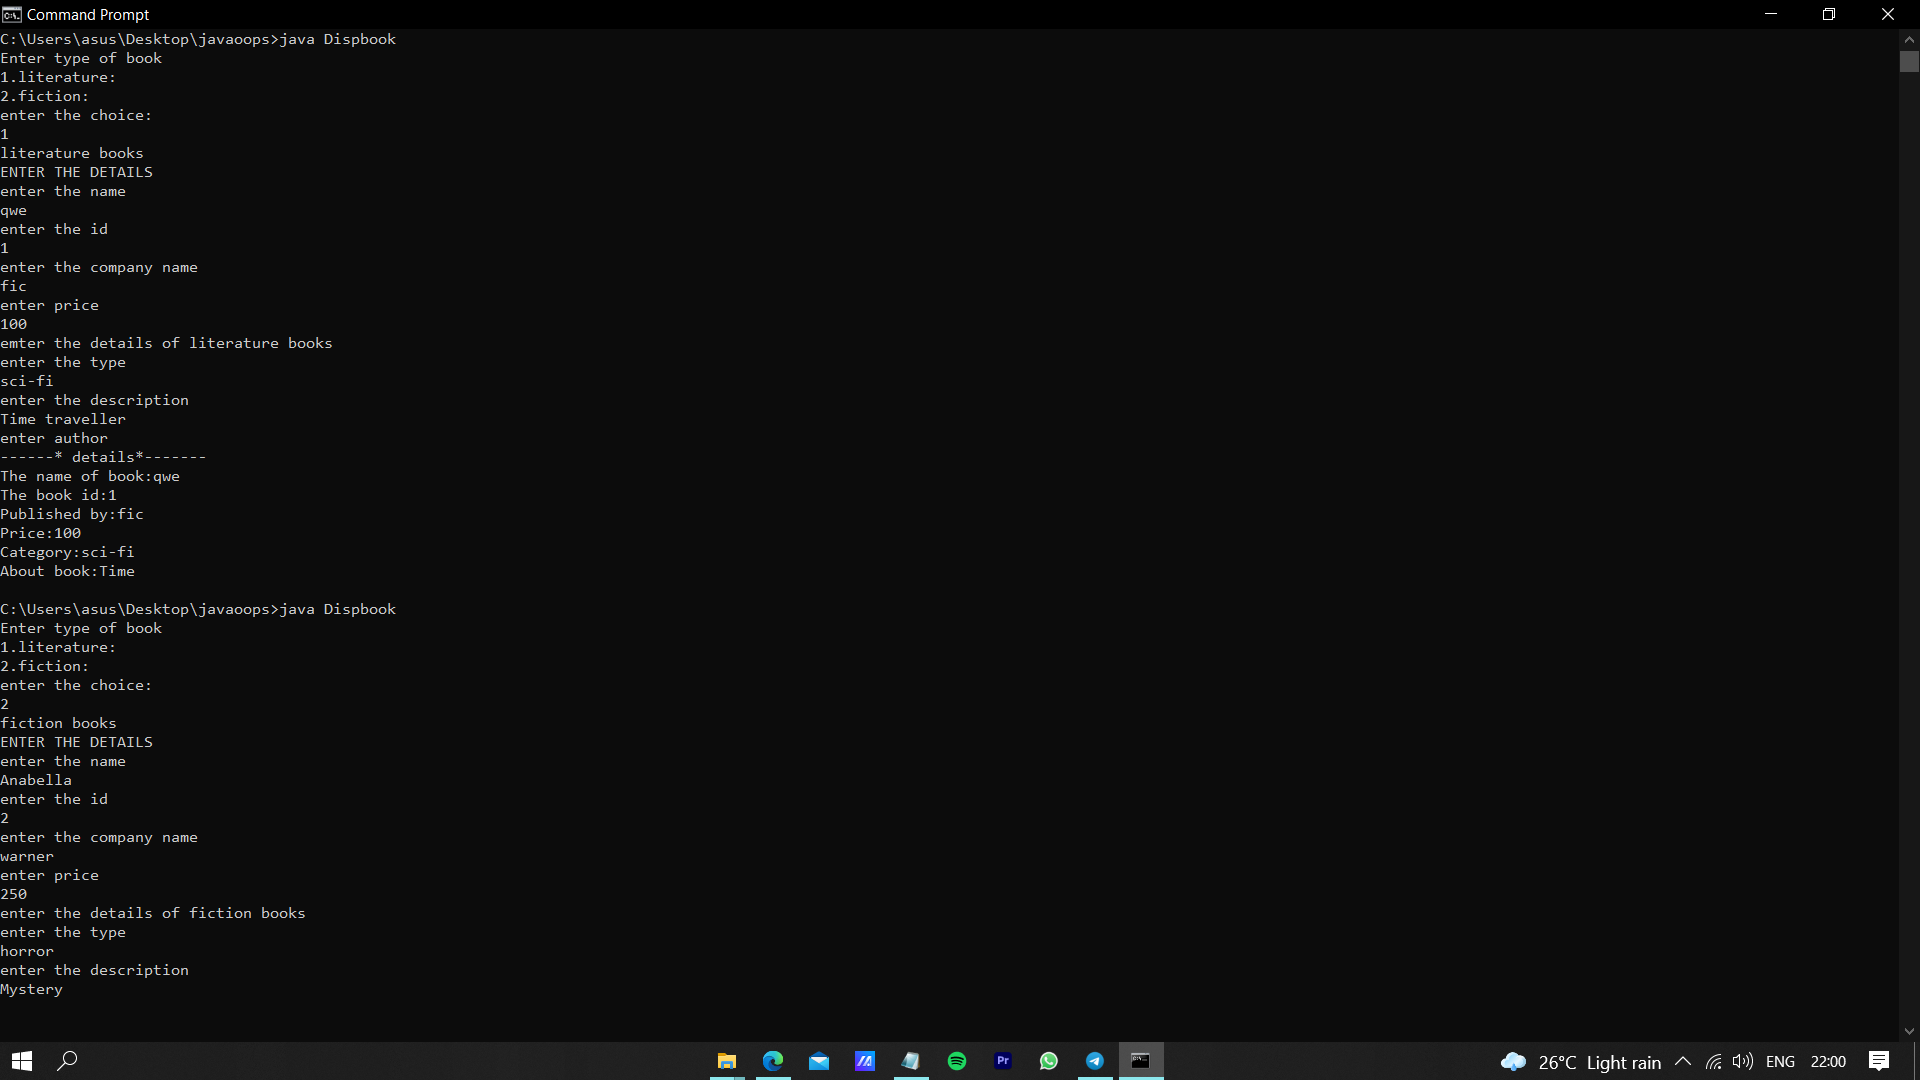 Command Prompt
C:\Users\asus\Desktop\javaoops>java Dispbook
Enter type of book
1.literature:
2.fiction:
enter the choice:
1
literature books
ENTER THE DETAILS
enter the name
qwe
enter the id
1
enter the company name
fic
enter price
100
emter the details of literature books
enter the type
sci-fi
enter the description
Time traveller
enter author
------* details*-------
The name of book:qwe
The book id:1
Published by:fic
Price:100
Category:sci-fi
About book:Time
C:\Users\asus\Desktop\javaoops>java Dispbook
Enter type of book
1.literature:
2.fiction:
enter the choice:
2
fiction books
ENTER THE DETAILS
enter the name
Anabella
enter the id
2
enter the company name
warner
enter price
250
enter the details of fiction books
enter the type
horror
enter the description
Mystery
Pr
26°C Light rain ENG 22:00